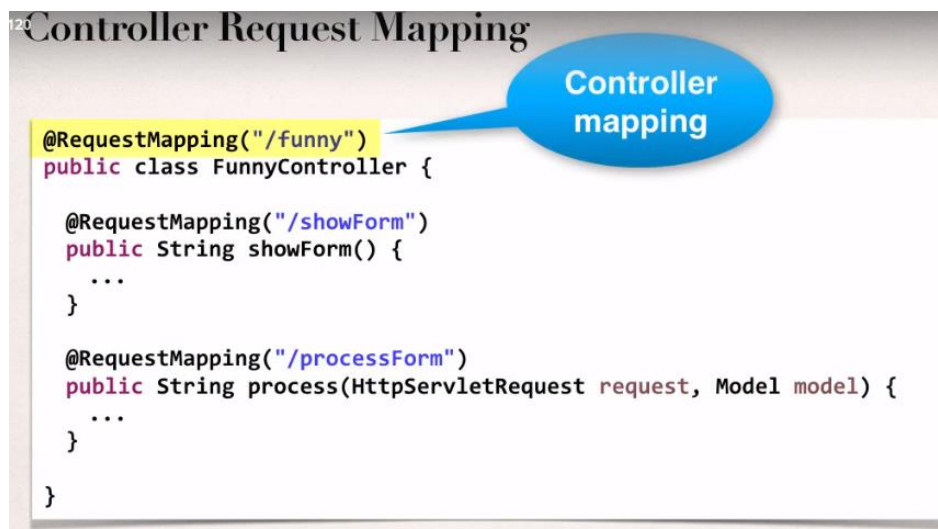 120
Controller Request Mapping
Controller
mapping
@RequestMapping("/funny")
public class FunnyController {
@RequestMapping("/showForm")
public String showForm() {
...
}
@RequestMapping("/processForm")
public String process(HttpServletRequest request, Model model) {
...
}
}